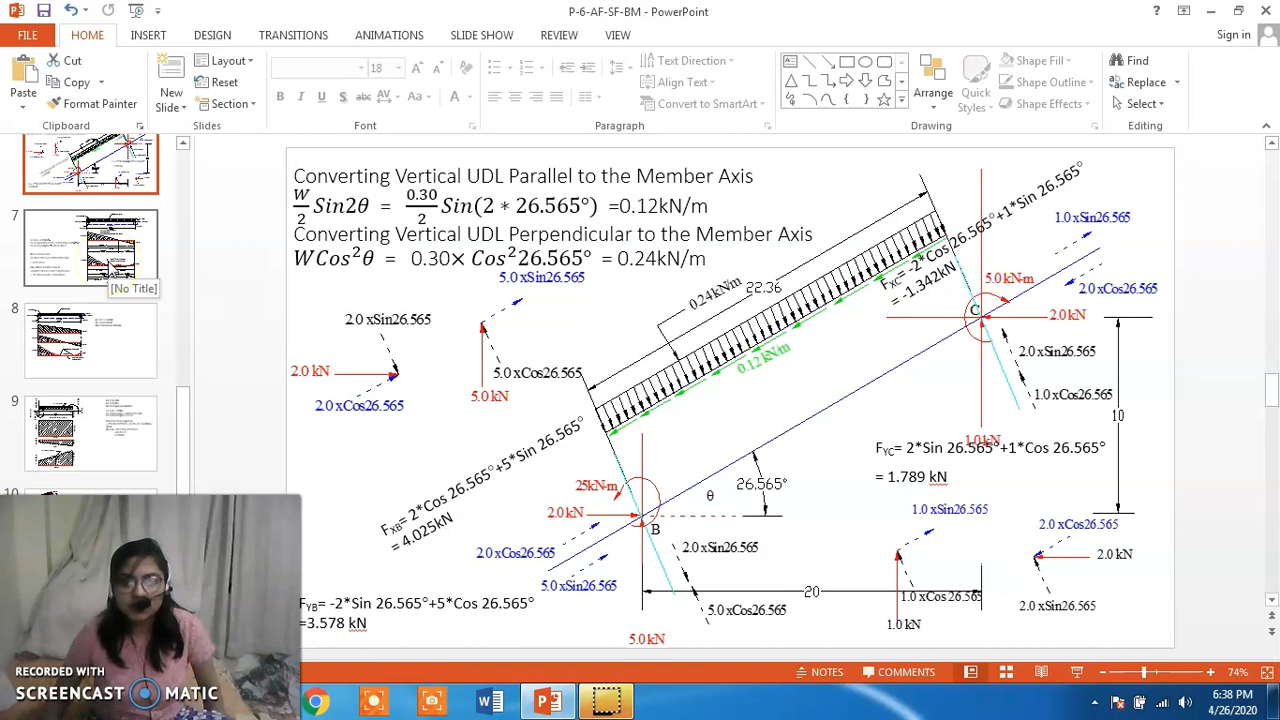 P-6-AF-SF-BM - PowerPoint
FILE HOME INSERT DESIGN TRANSITIONS ANIMATIONS SLIDE SHOW REVIEW VIEW Sign in
Paste
Cut
Copy
Format Painter
Clipboard
New Slide
Layout
Reset
Section
Slides
18
B I U S abc AV Aa A
Font
Paragraph
Text Direction
Align Text
Convert to SmartArt
Arrange
Quick Styles
Shape Fill
Shape Outline
Shape Effects
Drawing
Find
Replace
Select
Editing
7
[No Title]
8
9
10
Converting Vertical UDL Parallel to the Member Axis
W/2 Sin2θ = 0.30/2 Sin(2 * 26.565°) =0.12kN/m
Converting Vertical UDL Perpendicular to the Member Axis
WCos²θ = 0.30× Cos²26.565° = 0.24kN/m
5.0 xSin26.565
2.0 xSin26.565
2.0 kN
2.0 xCos26.565
5.0 xCos26.565
5.0 kN
0.24kN/m
22.36
0.12kN/m
FXC= -2*Cos 26.565°+1*Sin 26.565°
= -1.342kN
1.0 xSin26.565
5.0 kN-m
2.0 xCos26.565
C
2.0 kN
2.0 xSin26.565
1.0 xCos26.565
1.0 kN
10
FYC= 2*Sin 26.565°+1*Cos 26.565°
= 1.789 kN
FXB= 2*Cos 26.565°+5*Sin 26.565°
= 4.025kN
25kN-m
2.0 kN
B
θ
26.565°
2.0 xCos26.565
5.0 xSin26.565
2.0 xSin26.565
5.0 xCos26.565
5.0 kN
20
1.0 xSin26.565
1.0 xCos 26.565
1.0 kN
2.0 xCos26.565
2.0 kN
2.0 xSin26.565
FYB= -2*Sin 26.565°+5*Cos 26.565°
=3.578 kN
NOTES COMMENTS 74%
RECORDED WITH
SCREENCAST MATIC
6:38 PM
4/26/2020